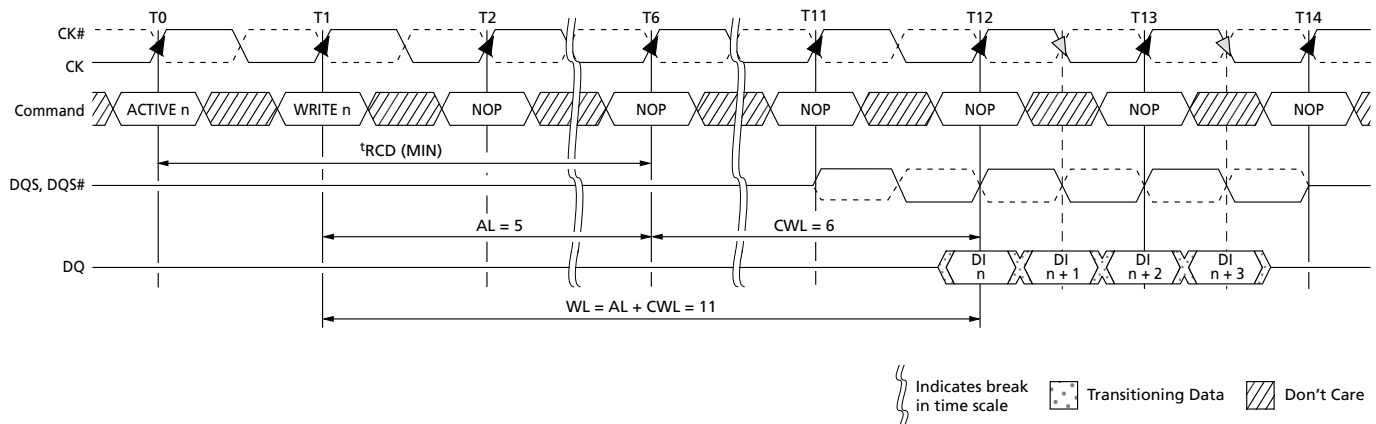 T0 T1 T2 T6 T11 T12 T13 T14
CK#
CK
Command ACTIVE n WRITE n NOP NOP NOP NOP NOP NOP
tRCD (MIN)
DQS, DQS#
AL = 5 CWL = 6
DQ DI n DI n + 1 DI n + 2 DI n + 3
WL = AL + CWL = 11
Indicates break in time scale
Transitioning Data
Don't Care